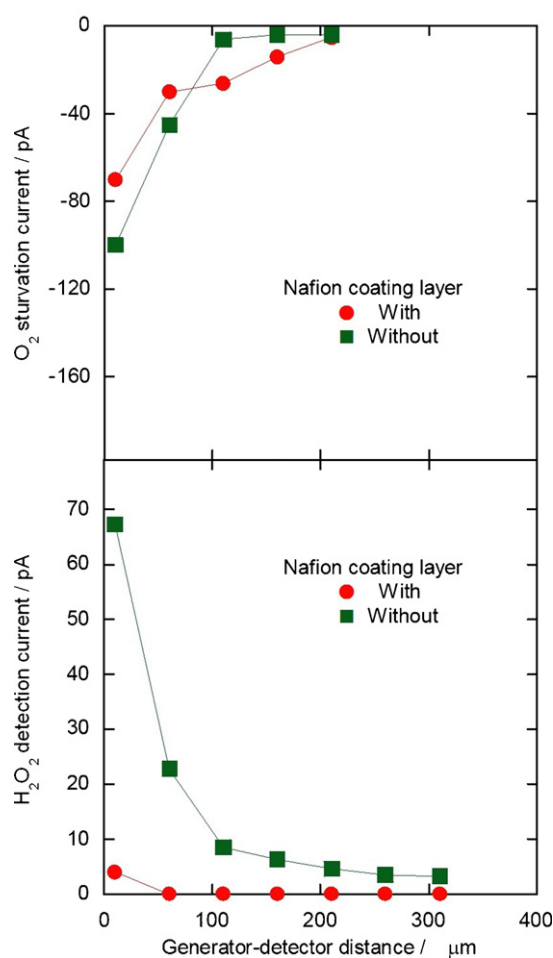 0
-40
-80
-120
-160
O2 sturvation current / pA
Nafion coating layer
With
Without
70
60
50
40
30
20
10
0
H2O2 detection current / pA
Nafion coating layer
With
Without
0 100 200 300 400
Generator-detector distance / μm